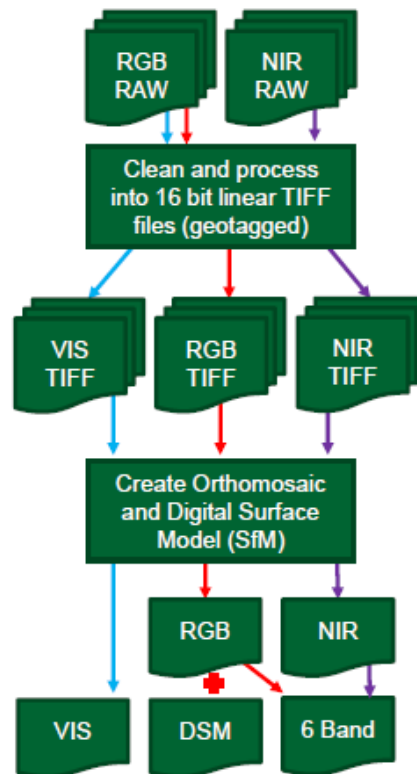 RGB
RAW
NIR
RAW
Clean and process
into 16 bit linear TIFF
files (geotagged)
VIS
TIFF
RGB
TIFF
NIR
TIFF
Create Orthomosaic
and Digital Surface
Model (SfM)
RGB
NIR
VIS
DSM
6 Band